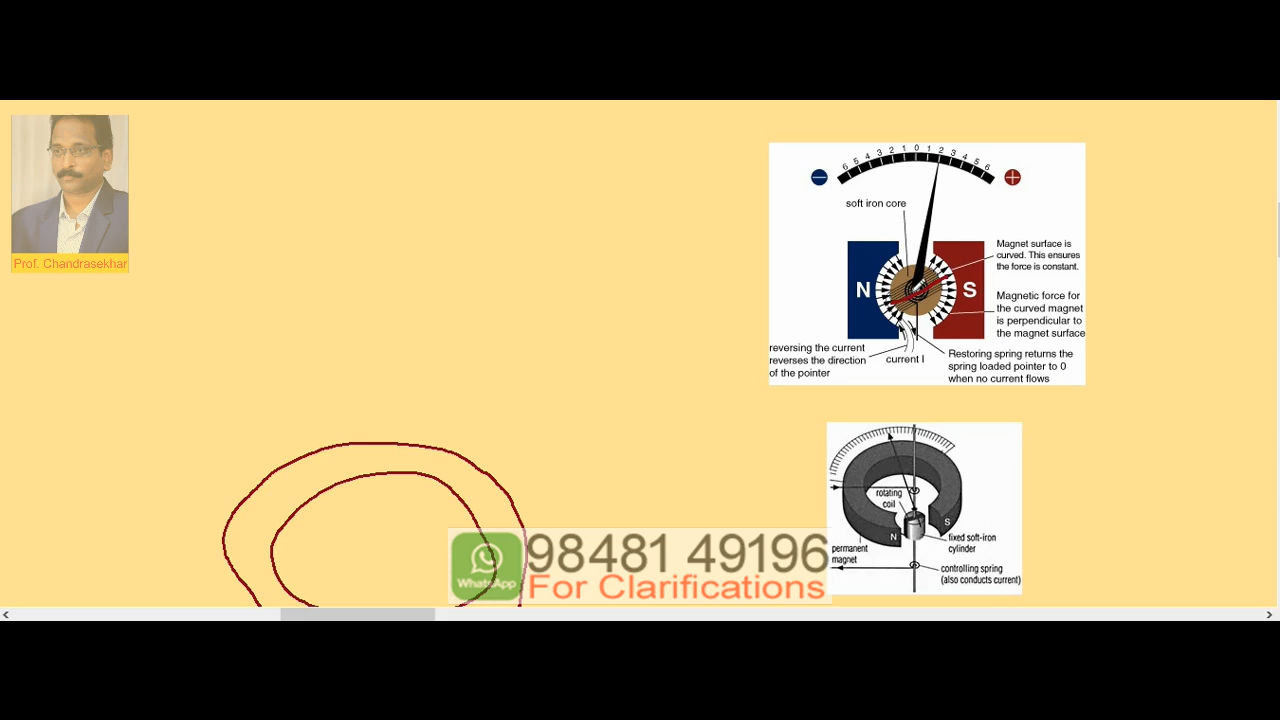 Prof. Chandrasekhar
6 5 4 3 2 1 0 1 2 3 4 5 6
soft iron core
Magnet surface is
curved. This ensures
the force is constant.
N
S
Magnetic force for
the curved magnet
is perpendicular to
the magnet surface
reversing the current
reverses the direction
of the pointer
current I
Restoring spring returns the
spring loaded pointer to 0
when no current flows
rotating
coil
N
S
permanent
magnet
fixed soft-iron
cylinder
controlling spring
(also conducts current)
WhatsApp
98481 49196
For Clarifications